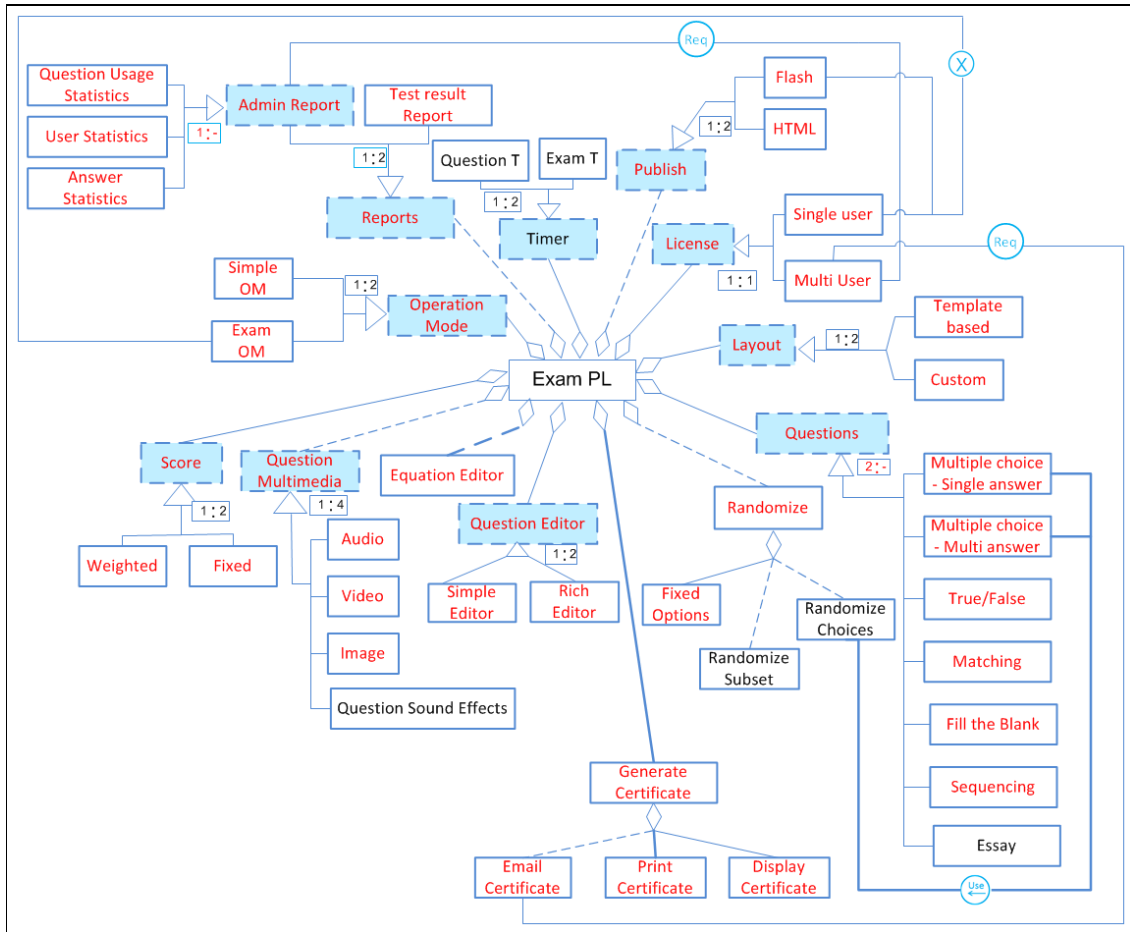 Req
X
Question Usage
Statistics
Admin Report
Test result
Report
Flash
1:-
User Statistics
1:2
HTML
1:2
Question T
Exam T
Publish
Answer
Statistics
1:2
Reports
Timer
License
Single user
Req
Multi User
1:1
Simple
OM
1:2
Operation
Mode
Template
based
Exam
OM
Layout
1:2
Exam PL
Custom
Questions
Score
Question
Multimedia
Equation Editor
2:-
Multiple choice
- Single answer
1:2
1:4
Randomize
Question Editor
Audio
Multiple choice
- Multi answer
1:2
Weighted
Fixed
Simple
Editor
Rich
Editor
Fixed
Options
Video
True/False
Randomize
Choices
Image
Randomize
Subset
Matching
Question Sound Effects
Fill the Blank
Generate
Certificate
Sequencing
Essay
Email
Certificate
Print
Certificate
Display
Certificate
Use